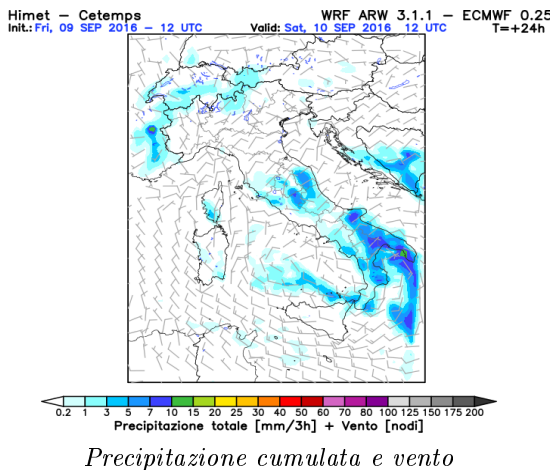 Himet – Cetemps WRF ARW 3.1.1 – ECMWF 0.25
Init.: Fri, 09 SEP 2016 – 12 UTC Valid: Sat, 10 SEP 2016 12 UTC T=+24h
0.2 1 3 5 7 10 15 20 25 30 40 50 60 70 80 100 125 150 175 200
Precipitazione totale [mm/3h] + Vento [nodi]
Precipitazione cumulata e vento